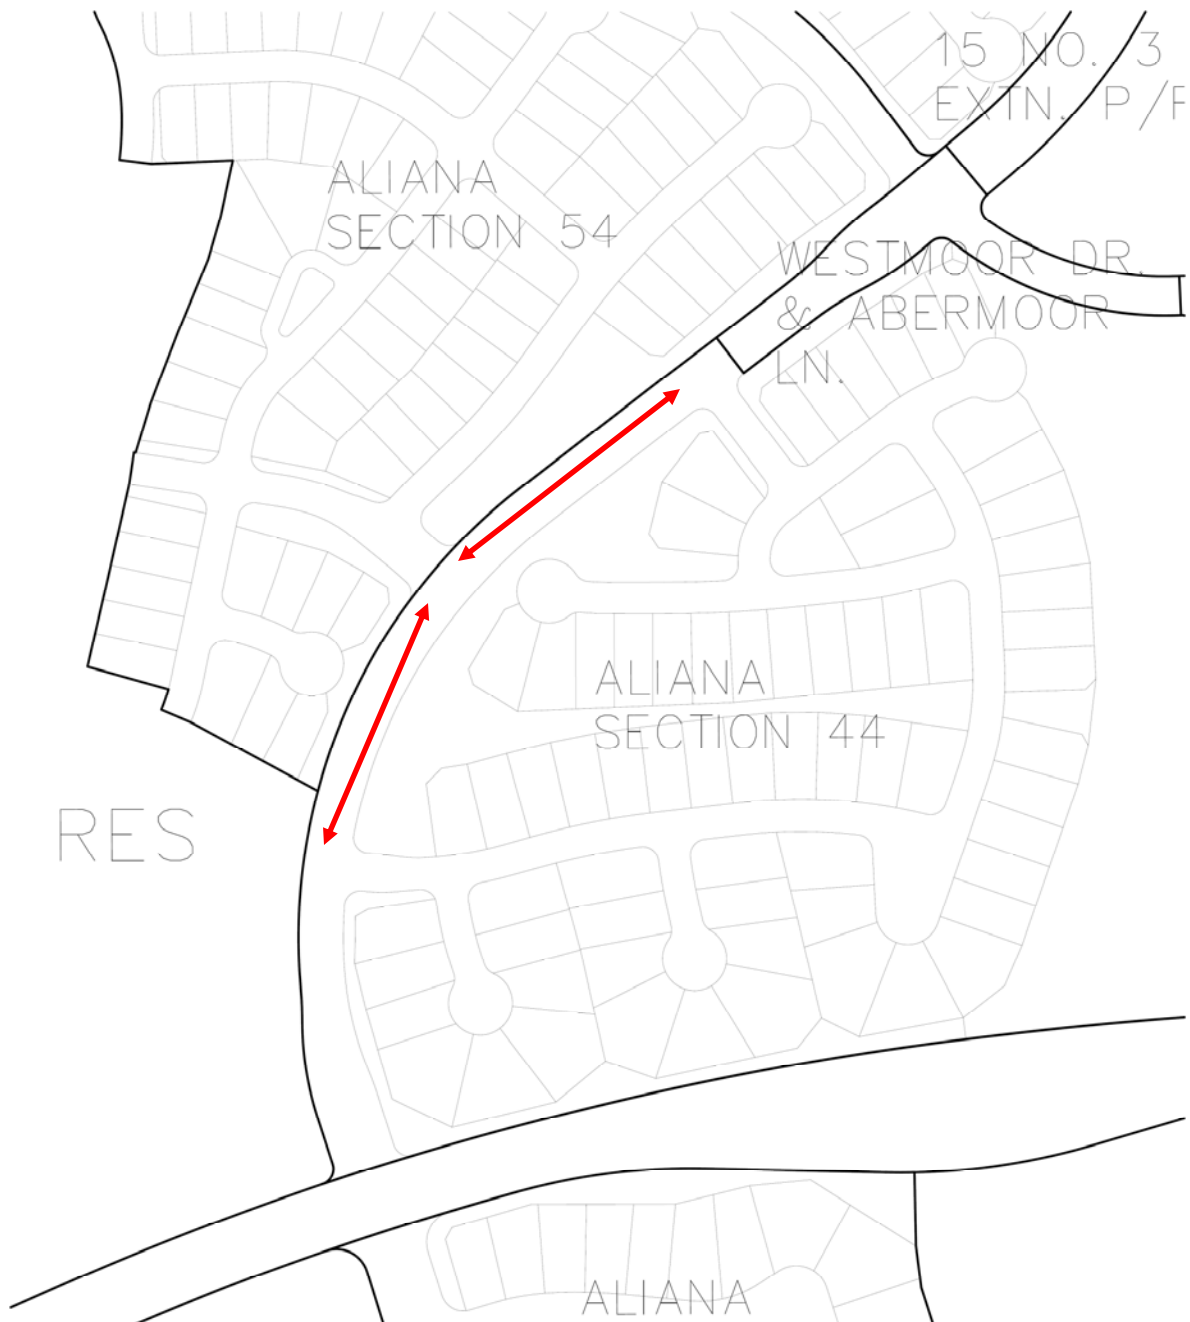 15 NO. 3
EXTN. P/F
ALIANA
SECTION 54
WESTMOOR DR.
& ABERMOOR
LN.
ALIANA
SECTION 44
RES
ALIANA